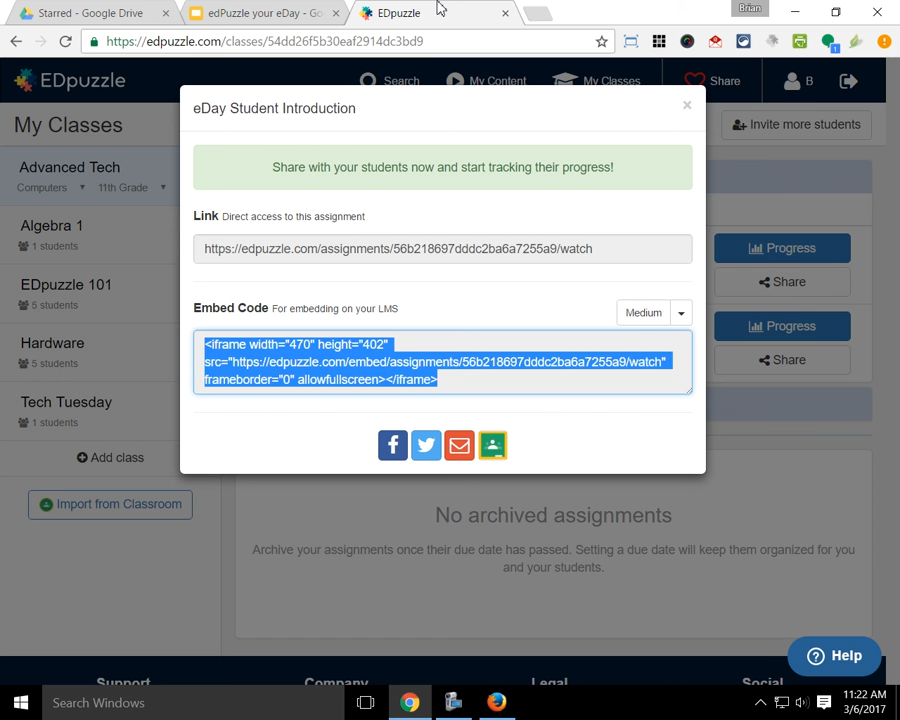 Starred - Google Drive
edPuzzle your eDay - Go
EDpuzzle
Brian
https://edpuzzle.com/classes/54dd26f5b30eaf2914dc3bd9
1
EDpuzzle
Search
My Content
My Classes
Share
B
My Classes
Invite more students
Advanced Tech
Computers
11th Grade
Algebra 1
1 students
EDpuzzle 101
5 students
Hardware
5 students
Tech Tuesday
1 students
Add class
Import from Classroom
eDay Student Introduction
×
Share with your students now and start tracking their progress!
Link Direct access to this assignment
https://edpuzzle.com/assignments/56b218697dddc2ba6a7255a9/watch
Embed Code For embedding on your LMS
Medium
<iframe width="470" height="402"
src="https://edpuzzle.com/embed/assignments/56b218697dddc2ba6a7255a9/watch"
frameborder="0" allowfullscreen></iframe>
Progress
Share
Progress
Share
No archived assignments
Archive your assignments once their due date has passed. Setting a due date will keep them organized for you
and your students.
Help
Support
Company
Legal
Social
Search Windows
11:22 AM
3/6/2017